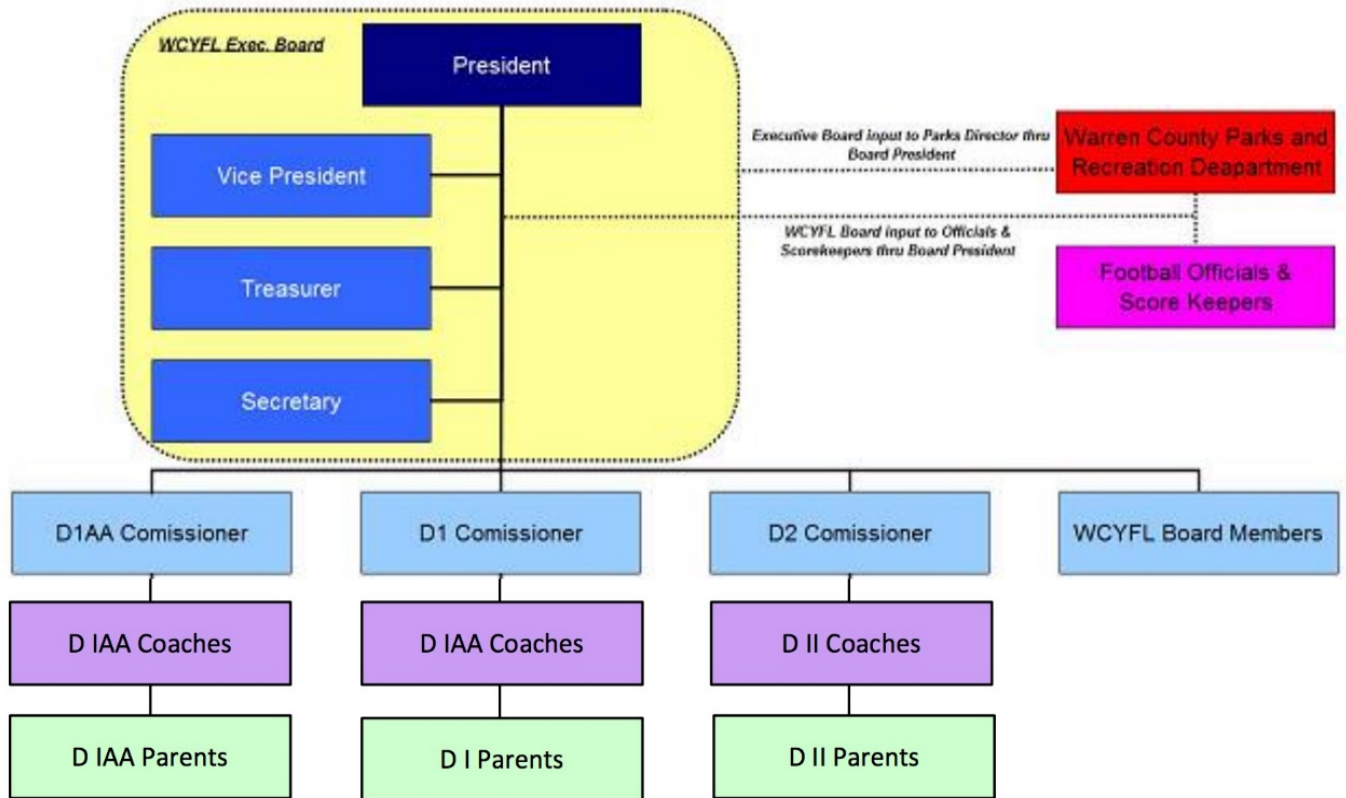 WCYFL Exec. Board
President
Executive Board input to Parks Director thru
Board President
Warren County Parks and
Recreation Deapartment
Vice President
WCYFL Board input to Officials &
Scorekeepers thru Board President
Treasurer
Football Officials &
Score Keepers
Secretary
D1AA Comissioner
D1 Comissioner
D2 Comissioner
WCYFL Board Members
D IAA Coaches
D IAA Coaches
D II Coaches
D IAA Parents
D I Parents
D II Parents